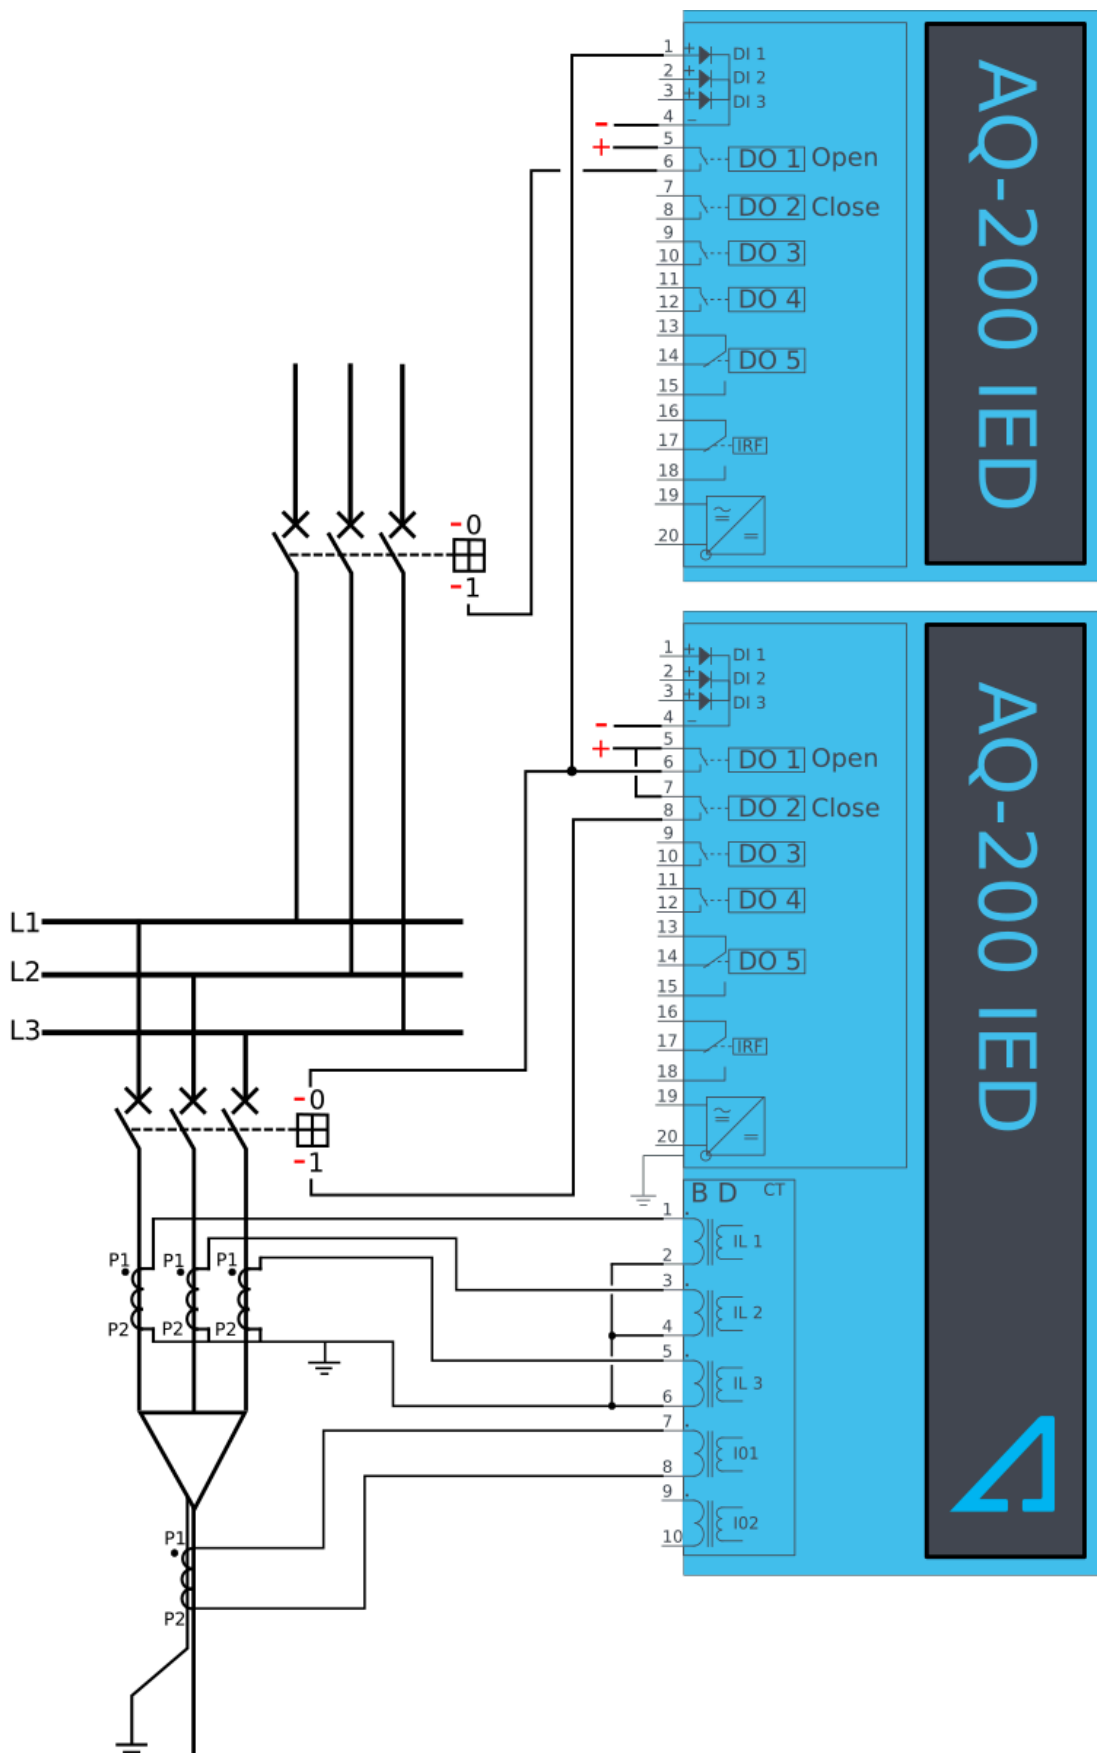 1 + DI 1
2 + DI 2
3 + DI 3
- 4 −
+ 5
6 DO 1 Open
7
8 DO 2 Close
9
10 DO 3
11
12 DO 4
13
14 DO 5
15
16
17 IRF
18
19
20
AQ-200 IED
-0
-1
1 + DI 1
2 + DI 2
3 + DI 3
- 4 −
+ 5
6 DO 1 Open
7
8 DO 2 Close
9
10 DO 3
11
12 DO 4
13
14 DO 5
15
16
17 IRF
18
19
20
AQ-200 IED
L1
L2
L3
-0
-1
B D CT
1
2 IL 1
3
4 IL 2
5
6 IL 3
7
8 I01
9
10 I02
P1 P1 P1
P2 P2 P2
P1
P2